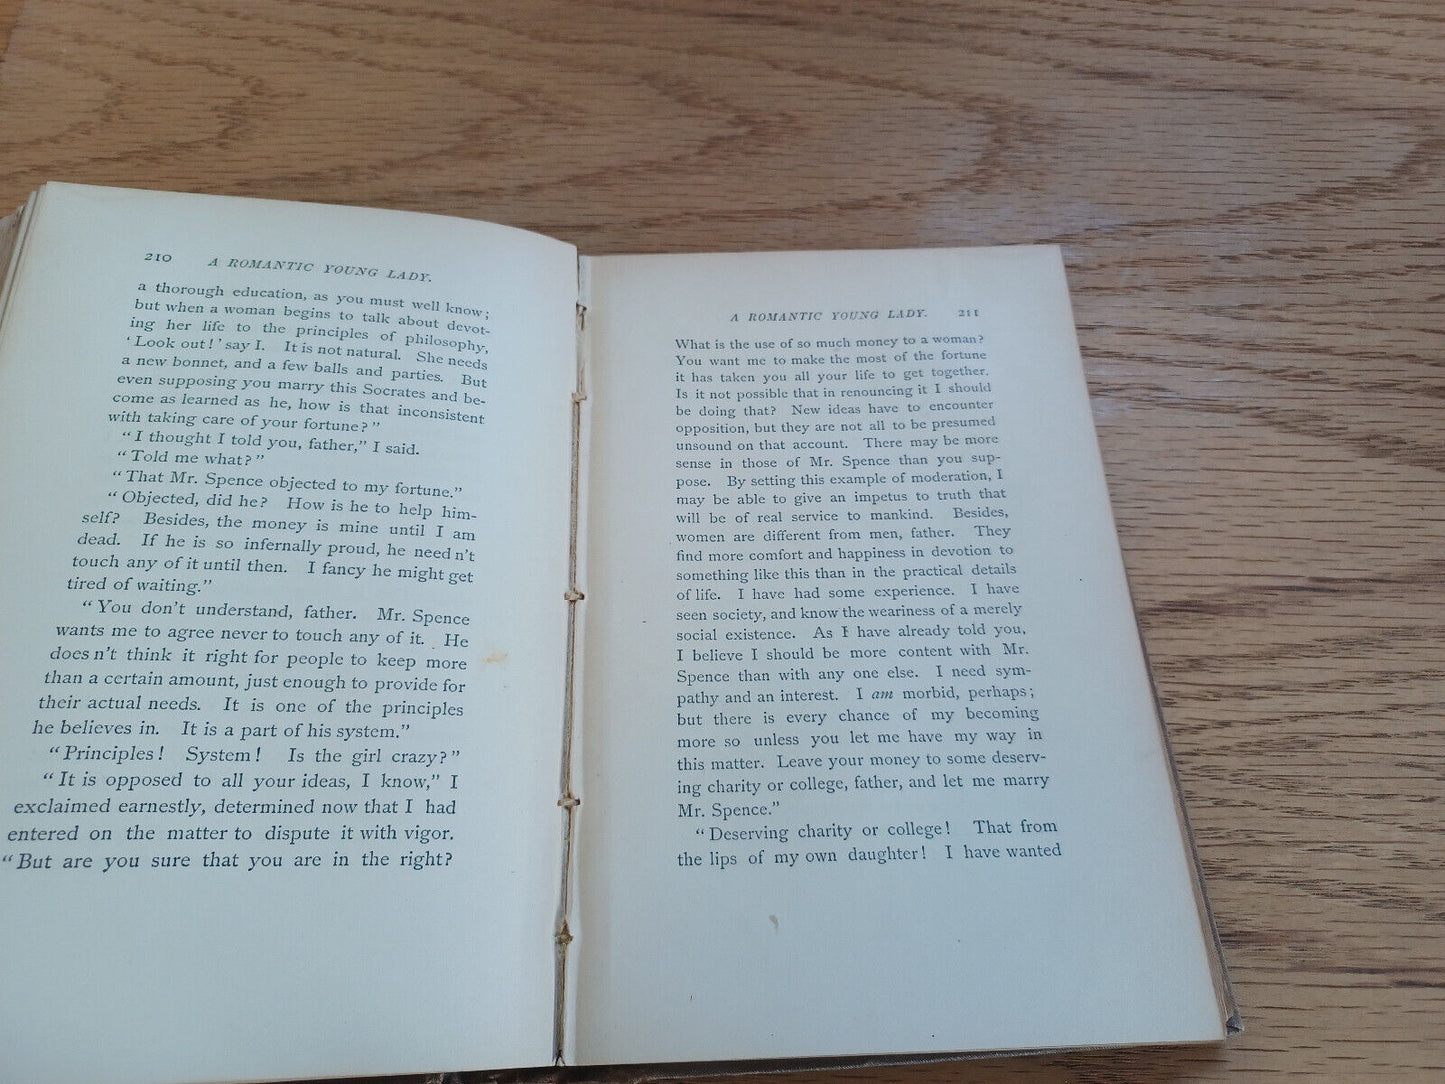 210 A ROMANTIC YOUNG LADY.
a thorough education, as you must well know;
but when a woman begins to talk about devot-
ing her life to the principles of philosophy,
‘Look out!’ say I. It is not natural. She needs
a new bonnet, and a few balls and parties. But
even supposing you marry this Socrates and be-
come as learned as he, how is that inconsistent
with taking care of your fortune?”
“I thought I told you, father,” I said.
“Told me what?”
“That Mr. Spence objected to my fortune.”
“Objected, did he? How is he to help him-
self? Besides, the money is mine until I am
dead. If he is so infernally proud, he need n’t
touch any of it until then. I fancy he might get
tired of waiting.”
“You don’t understand, father. Mr. Spence
wants me to agree never to touch any of it. He
does n’t think it right for people to keep more
than a certain amount, just enough to provide for
their actual needs. It is one of the principles
he believes in. It is a part of his system.”
“Principles! System! Is the girl crazy?”
“It is opposed to all your ideas, I know,” I
exclaimed earnestly, determined now that I had
entered on the matter to dispute it with vigor.
“But are you sure that you are in the right?
A ROMANTIC YOUNG LADY. 211
What is the use of so much money to a woman?
You want me to make the most of the fortune
it has taken you all your life to get together.
Is it not possible that in renouncing it I should
be doing that? New ideas have to encounter
opposition, but they are not all to be presumed
unsound on that account. There may be more
sense in those of Mr. Spence than you sup-
pose. By setting this example of moderation, I
may be able to give an impetus to truth that
will be of real service to mankind. Besides,
women are different from men, father. They
find more comfort and happiness in devotion to
something like this than in the practical details
of life. I have had some experience. I have
seen society, and know the weariness of a merely
social existence. As I have already told you,
I believe I should be more content with Mr.
Spence than with any one else. I need sym-
pathy and an interest. I am morbid, perhaps;
but there is every chance of my becoming
more so unless you let me have my way in
this matter. Leave your money to some deserv-
ing charity or college, father, and let me marry
Mr. Spence.”
“Deserving charity or college! That from
the lips of my own daughter! I have wanted